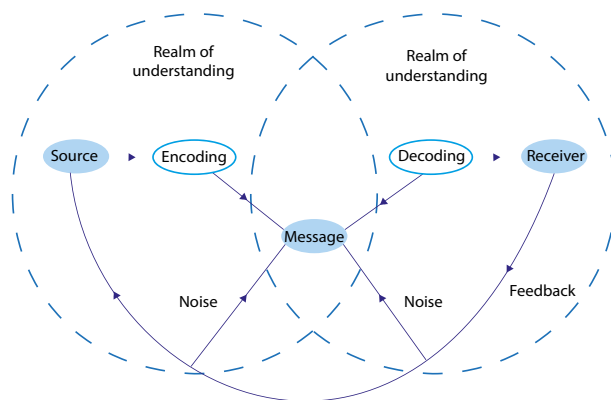 Realm of
understanding
Realm of
understanding
Source
Encoding
Decoding
Receiver
Message
Noise
Noise
Feedback